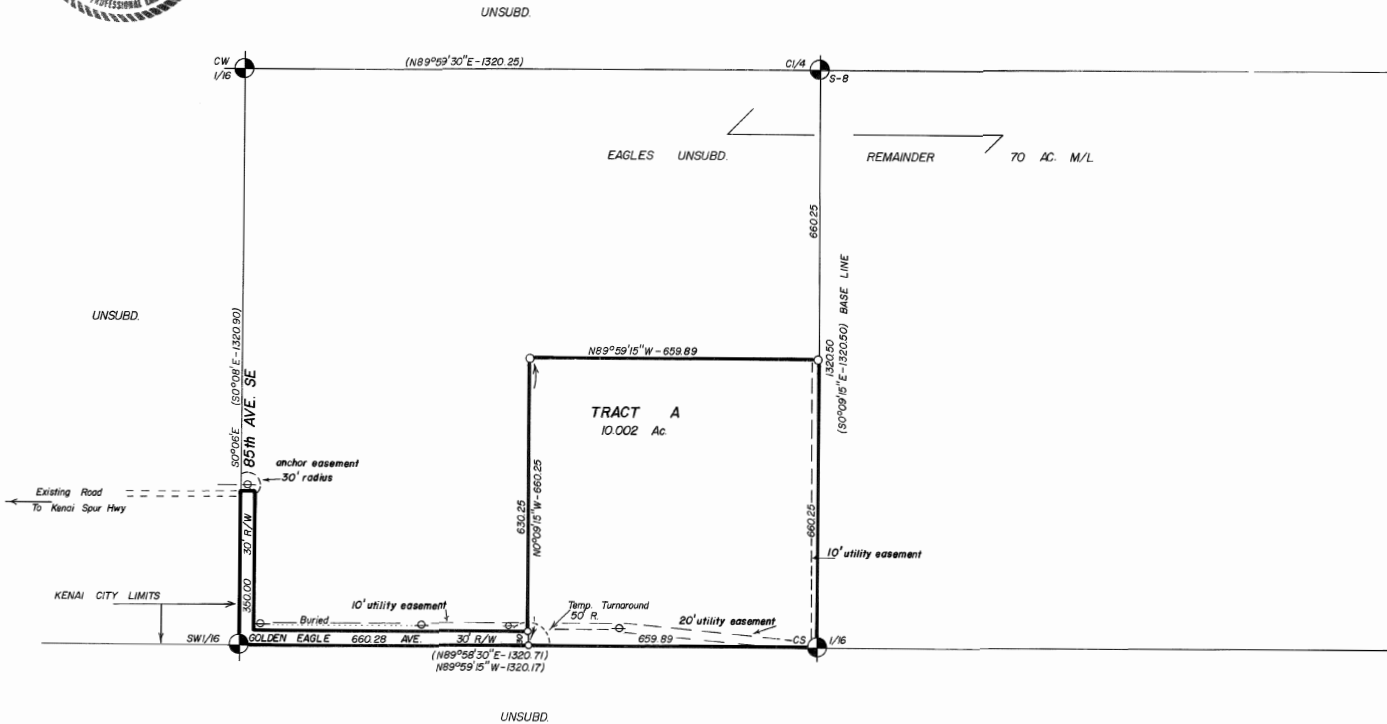 PROFESSIONAL
UNSUBD.
CW
1/16
(N89°59'30"E-1320.25)
C1/4
S-8
EAGLES UNSUBD. REMAINDER 70 AC. M/L
660.25
UNSUBD.
(S0°08'E-1320.90)
S0°06'E
85th AVE. SE
1320.50
(S0°09'15"E-1320.50) BASE LINE
N89°59'15"W-659.89
TRACT A
10.002 Ac.
anchor easement
30' radius
Existing Road
To Kenai Spur Hwy
30' R/W
350.00
630.25
N0°09'15"W-660.25
660.25
10' utility easement
KENAI CITY LIMITS
10' utility easement
Buried
Temp. Turnaround
50' R.
20' utility easement
SW1/16
GOLDEN EAGLE 660.28 AVE. 30' R/W
659.89
CS 1/16
(N89°58'30"E-1320.71)
N89°59'15"W-1320.17)
UNSUBD.